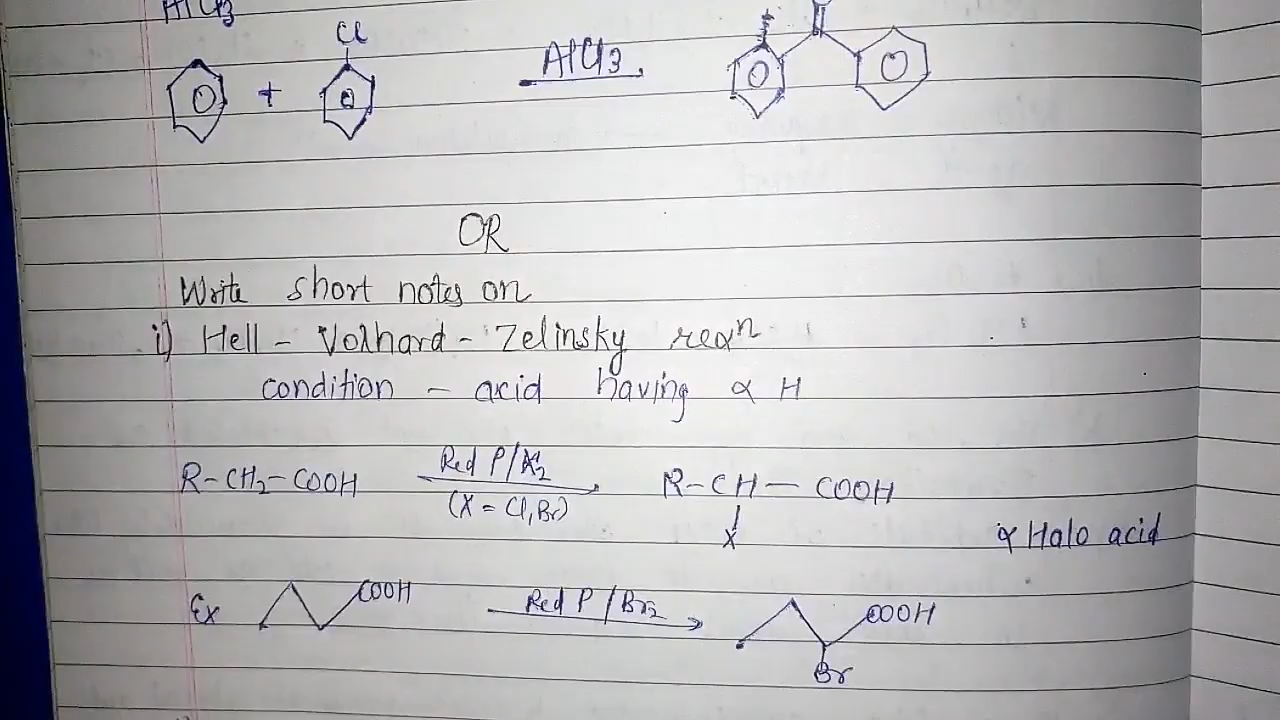 AlCl3
Cl
+ AlCl3
OR
Write short notes on
i) Hell - Volhard - Zelinsky reaxn
condition - acid having α H
R-CH2-COOH Red P/X2 R-CH-COOH
(X = Cl, Br) X
α Halo acid
Ex COOH Red P/Br2 COOH
Br